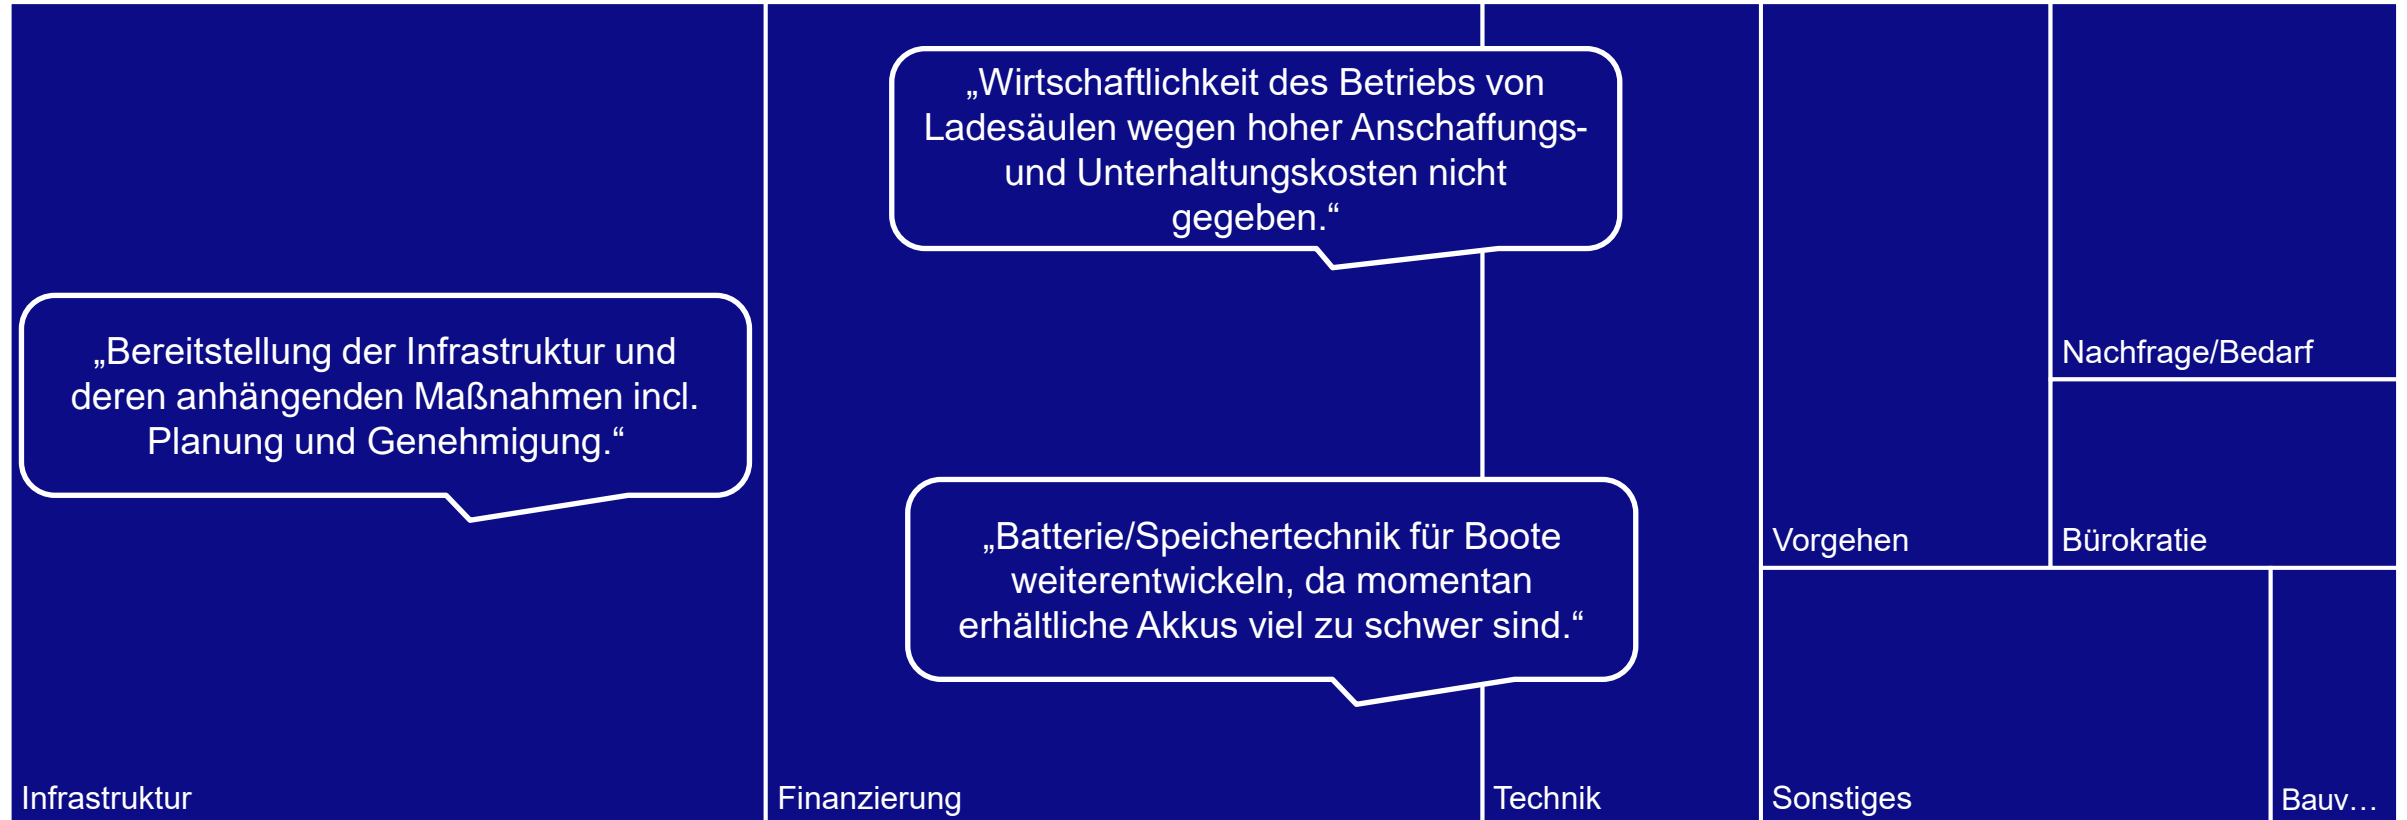 „Wirtschaftlichkeit des Betriebs von
Ladesäulen wegen hoher Anschaffungs-
und Unterhaltungskosten nicht
gegeben.“
„Bereitstellung der Infrastruktur und
deren anhängenden Maßnahmen incl.
Planung und Genehmigung.“
Nachfrage/Bedarf
„Batterie/Speichertechnik für Boote
weiterentwickeln, da momentan
erhältliche Akkus viel zu schwer sind.“
Vorgehen
Bürokratie
Infrastruktur
Finanzierung
Technik
Sonstiges
Bauv…